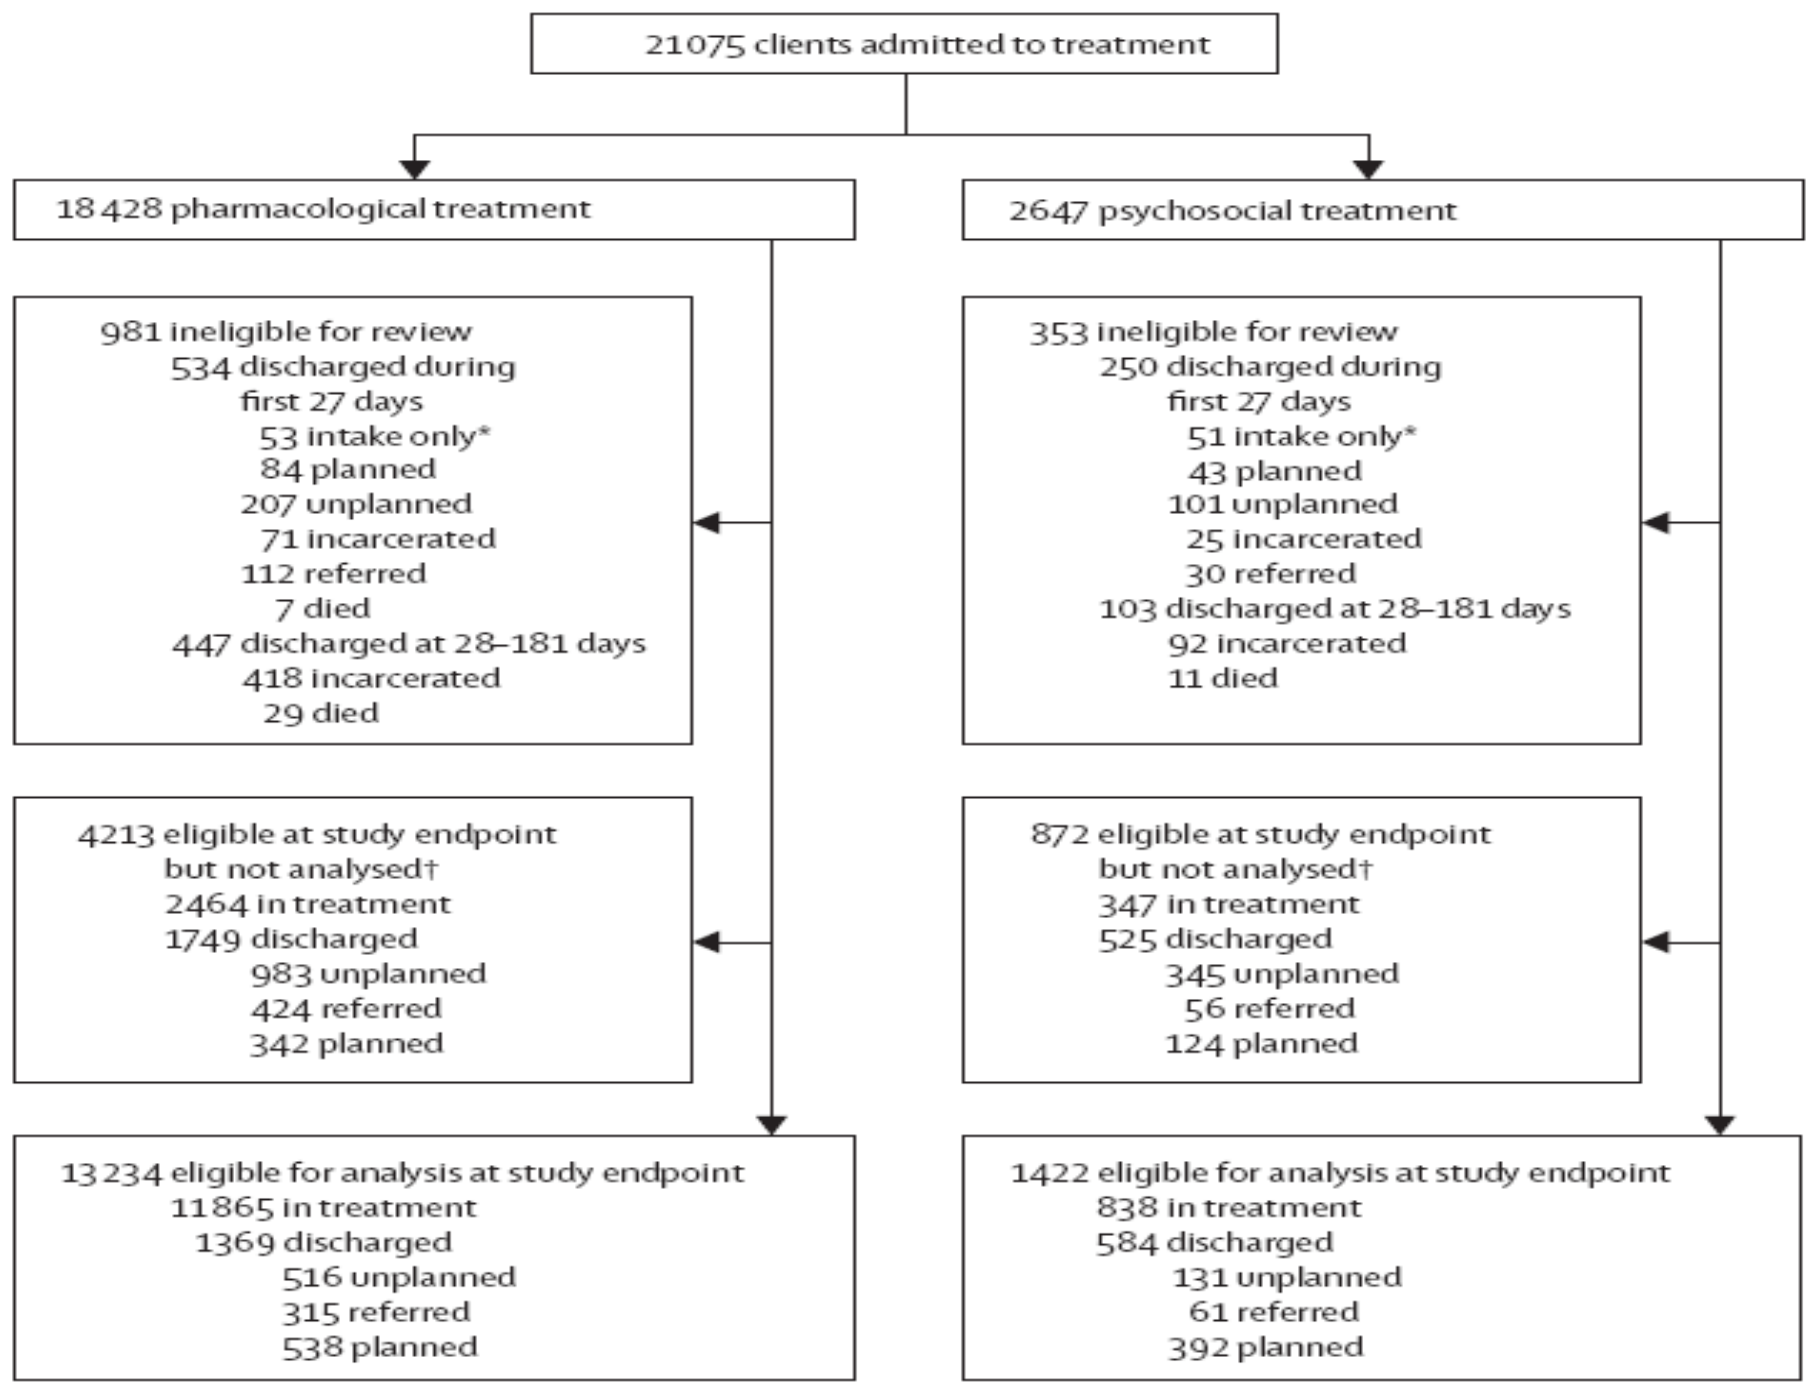 21075 clients admitted to treatment
18 428 pharmacological treatment
2647 psychosocial treatment
981 ineligible for review
534 discharged during
first 27 days
53 intake only*
84 planned
207 unplanned
71 incarcerated
112 referred
7 died
447 discharged at 28–181 days
418 incarcerated
29 died
353 ineligible for review
250 discharged during
first 27 days
51 intake only*
43 planned
101 unplanned
25 incarcerated
30 referred
103 discharged at 28–181 days
92 incarcerated
11 died
4213 eligible at study endpoint
but not analysed†
2464 in treatment
1749 discharged
983 unplanned
424 referred
342 planned
872 eligible at study endpoint
but not analysed†
347 in treatment
525 discharged
345 unplanned
56 referred
124 planned
13 234 eligible for analysis at study endpoint
11 865 in treatment
1369 discharged
516 unplanned
315 referred
538 planned
1422 eligible for analysis at study endpoint
838 in treatment
584 discharged
131 unplanned
61 referred
392 planned